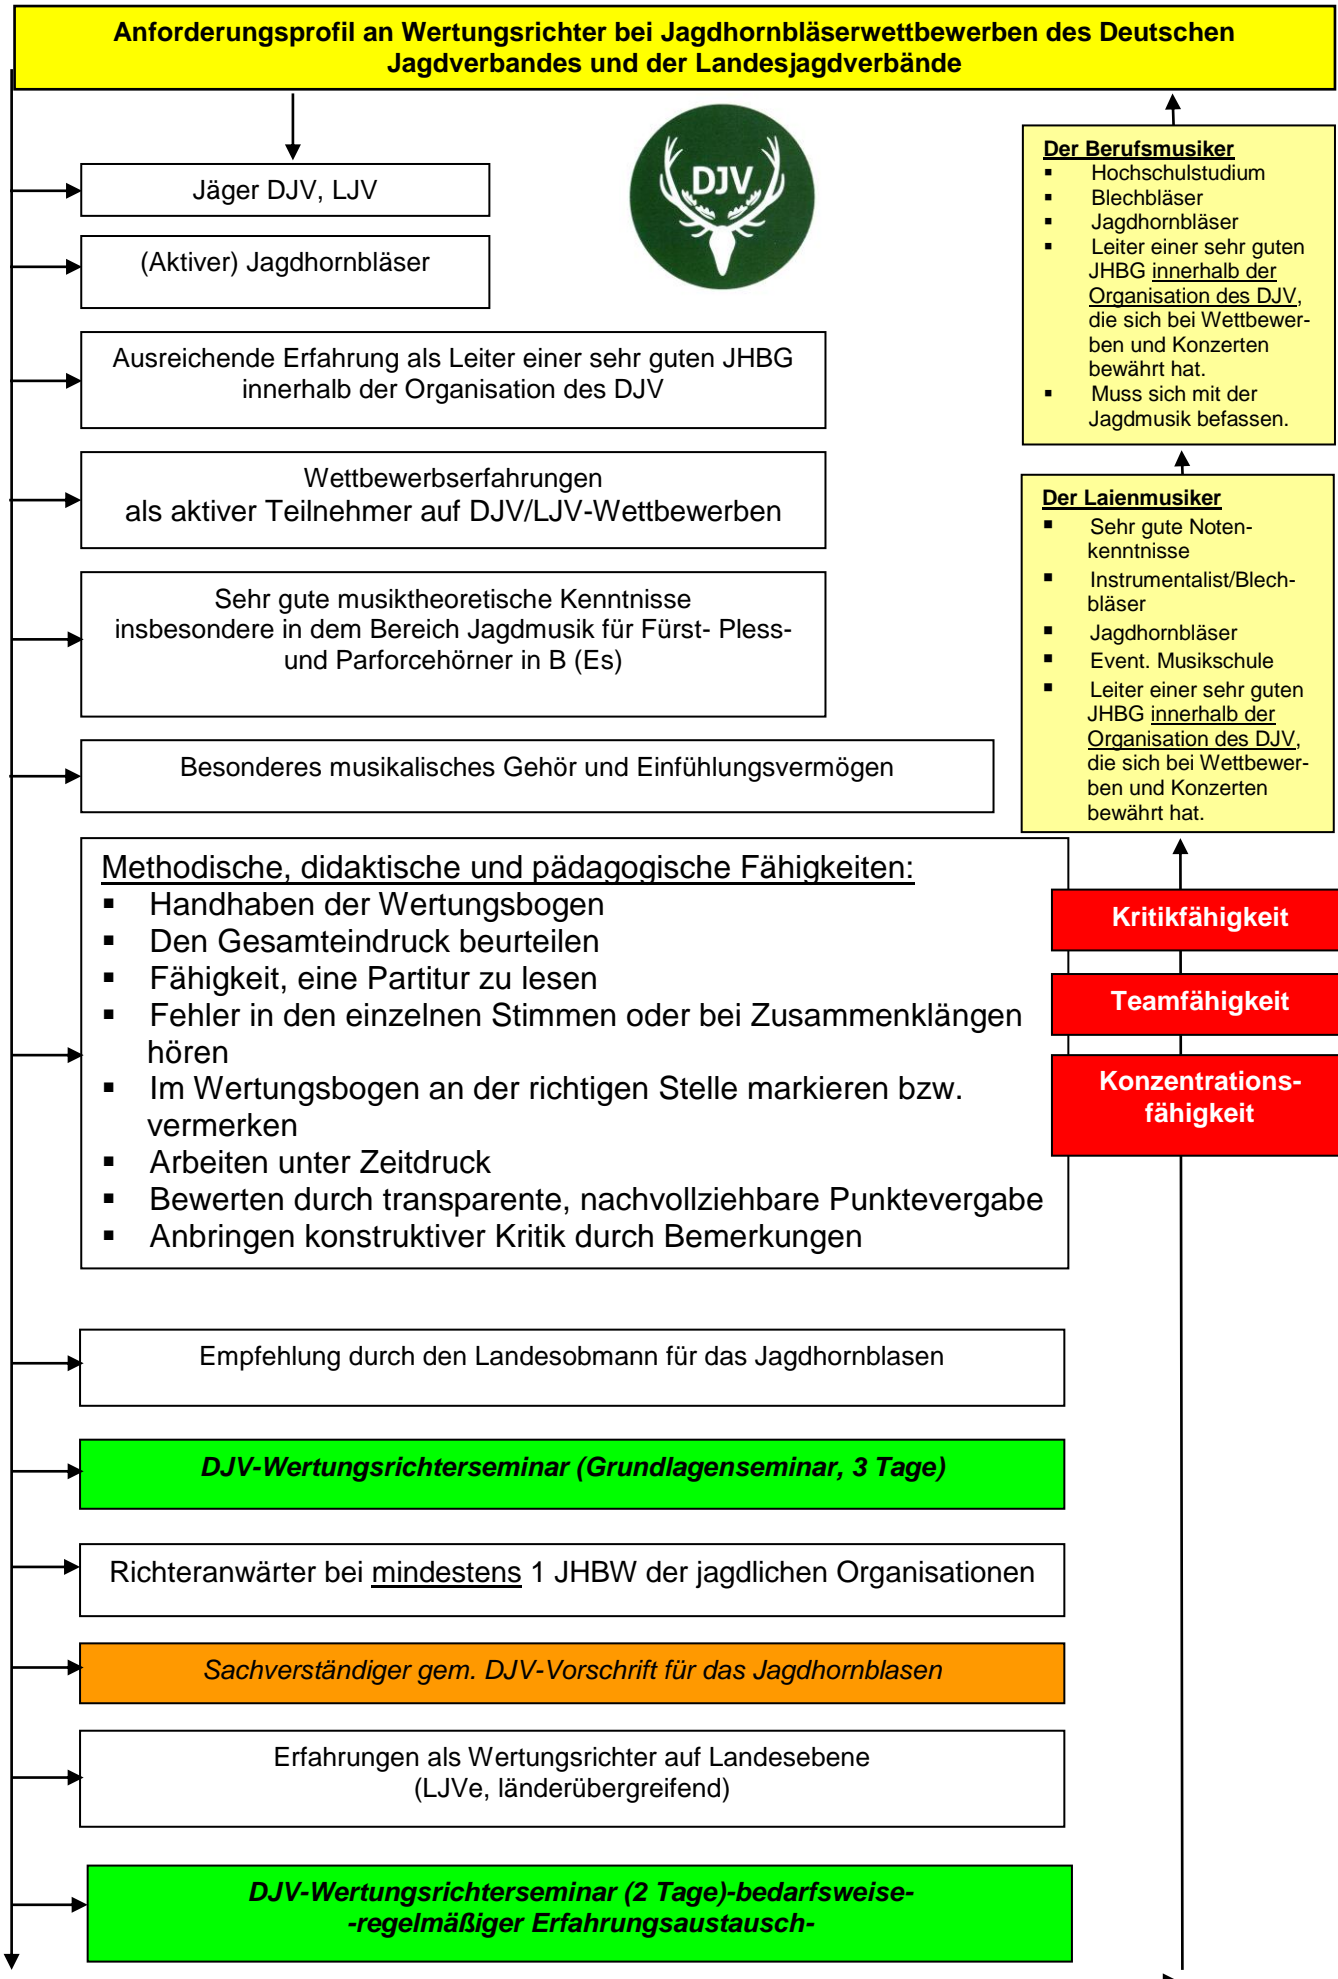 Anforderungsprofil an Wertungsrichter bei Jagdhornbläserwettbewerben des Deutschen
Jagdverbandes und der Landesjagdverbände
DJV
Jäger DJV, LJV
(Aktiver) Jagdhornbläser
Ausreichende Erfahrung als Leiter einer sehr guten JHBG
innerhalb der Organisation des DJV
Wettbewerbserfahrungen
als aktiver Teilnehmer auf DJV/LJV-Wettbewerben
Sehr gute musiktheoretische Kenntnisse
insbesondere in dem Bereich Jagdmusik für Fürst- Pless-
und Parforcehörner in B (Es)
Besonderes musikalisches Gehör und Einfühlungsvermögen
Methodische, didaktische und pädagogische Fähigkeiten:
▪ Handhaben der Wertungsbogen
▪ Den Gesamteindruck beurteilen
▪ Fähigkeit, eine Partitur zu lesen
▪ Fehler in den einzelnen Stimmen oder bei Zusammenklängen
hören
▪ Im Wertungsbogen an der richtigen Stelle markieren bzw.
vermerken
▪ Arbeiten unter Zeitdruck
▪ Bewerten durch transparente, nachvollziehbare Punktevergabe
▪ Anbringen konstruktiver Kritik durch Bemerkungen
Empfehlung durch den Landesobmann für das Jagdhornblasen
DJV-Wertungsrichterseminar (Grundlagenseminar, 3 Tage)
Richteranwärter bei mindestens 1 JHBW der jagdlichen Organisationen
Sachverständiger gem. DJV-Vorschrift für das Jagdhornblasen
Erfahrungen als Wertungsrichter auf Landesebene
(LJVe, länderübergreifend)
DJV-Wertungsrichterseminar (2 Tage)-bedarfsweise-
-regelmäßiger Erfahrungsaustausch-
Der Berufsmusiker
▪ Hochschulstudium
▪ Blechbläser
▪ Jagdhornbläser
▪ Leiter einer sehr guten
JHBG innerhalb der
Organisation des DJV,
die sich bei Wettbewer-
ben und Konzerten
bewährt hat.
▪ Muss sich mit der
Jagdmusik befassen.
Der Laienmusiker
▪ Sehr gute Noten-
kenntnisse
▪ Instrumentalist/Blech-
bläser
▪ Jagdhornbläser
▪ Event. Musikschule
▪ Leiter einer sehr guten
JHBG innerhalb der
Organisation des DJV,
die sich bei Wettbewer-
ben und Konzerten
bewährt hat.
Kritikfähigkeit
Teamfähigkeit
Konzentrations-
fähigkeit